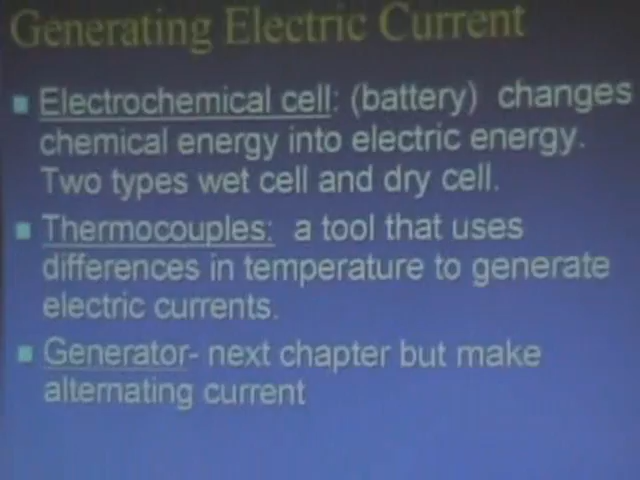 Generating Electric Current
Electrochemical cell: (battery) changes
chemical energy into electric energy.
Two types wet cell and dry cell.
Thermocouples: a tool that uses
differences in temperature to generate
electric currents.
Generator- next chapter but make
alternating current